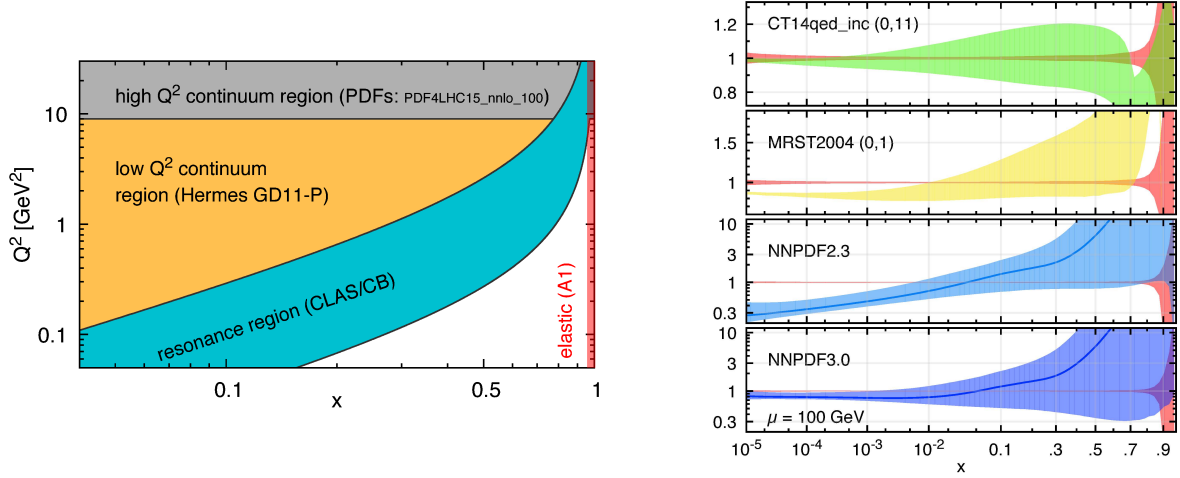 high Q² continuum region (PDFs: PDF4LHC15_nnlo_100)
low Q² continuum
region (Hermes GD11-P)
resonance region (CLAS/CB)
elastic (A1)
Q² [GeV²]
10
1
0.1
0.1
0.5
1
x
CT14qed_inc (0,11)
1.2
1
0.8
MRST2004 (0,1)
1.5
1
NNPDF2.3
10
3
1
0.3
NNPDF3.0
10
3
1
0.3
μ = 100 GeV
10⁻⁵
10⁻⁴
10⁻³
10⁻²
0.1
.3
.5
.7
.9
x